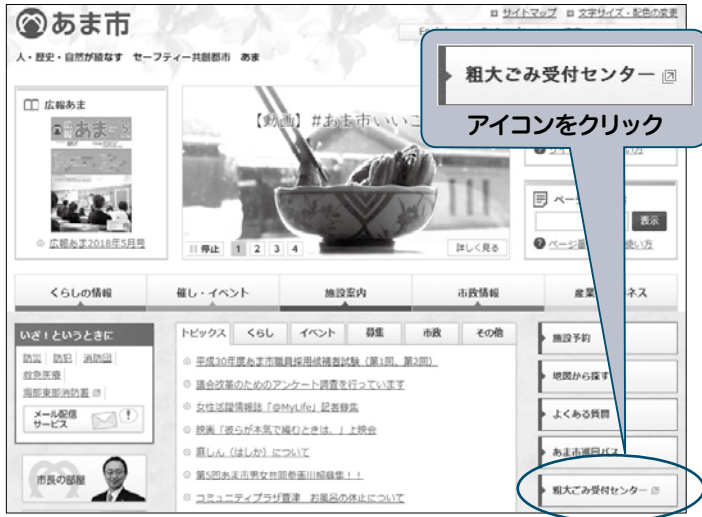 サイトマップ 文字サイズ・配色の変更
あま市
人・歴史・自然が綾なす セーフティー共創都市 あま
粗大ごみ受付センター
アイコンをクリック
広報あま
広報あま2018年5月号
【動画】#あま市いいこ
停止 1 2 3 4 詳しく見る
ページ
表示
くらしの情報 催し・イベント 施設案内 市政情報 産業 ネス
いざ!というときに
防災 防犯 消防団
救急医療
海部東部消防署
メール配信
サービス
市長の部屋
トピックス くらし イベント 募集 市政 その他
平成30年度あま市職員採用候補者試験(第1回、第2回)
議会改革のためのアンケート調査を行っています
女性活躍情報誌「@MyLife」記者募集
映画「彼らが本気で編むときは、」上映会
麻しん(はしか)について
第5回あま市男女共同参画川柳募集!!
コミュニティプラザ萱津 お風呂の休止について
施設予約
地図から探す
よくある質問
あま市巡回バス
粗大ごみ受付センター